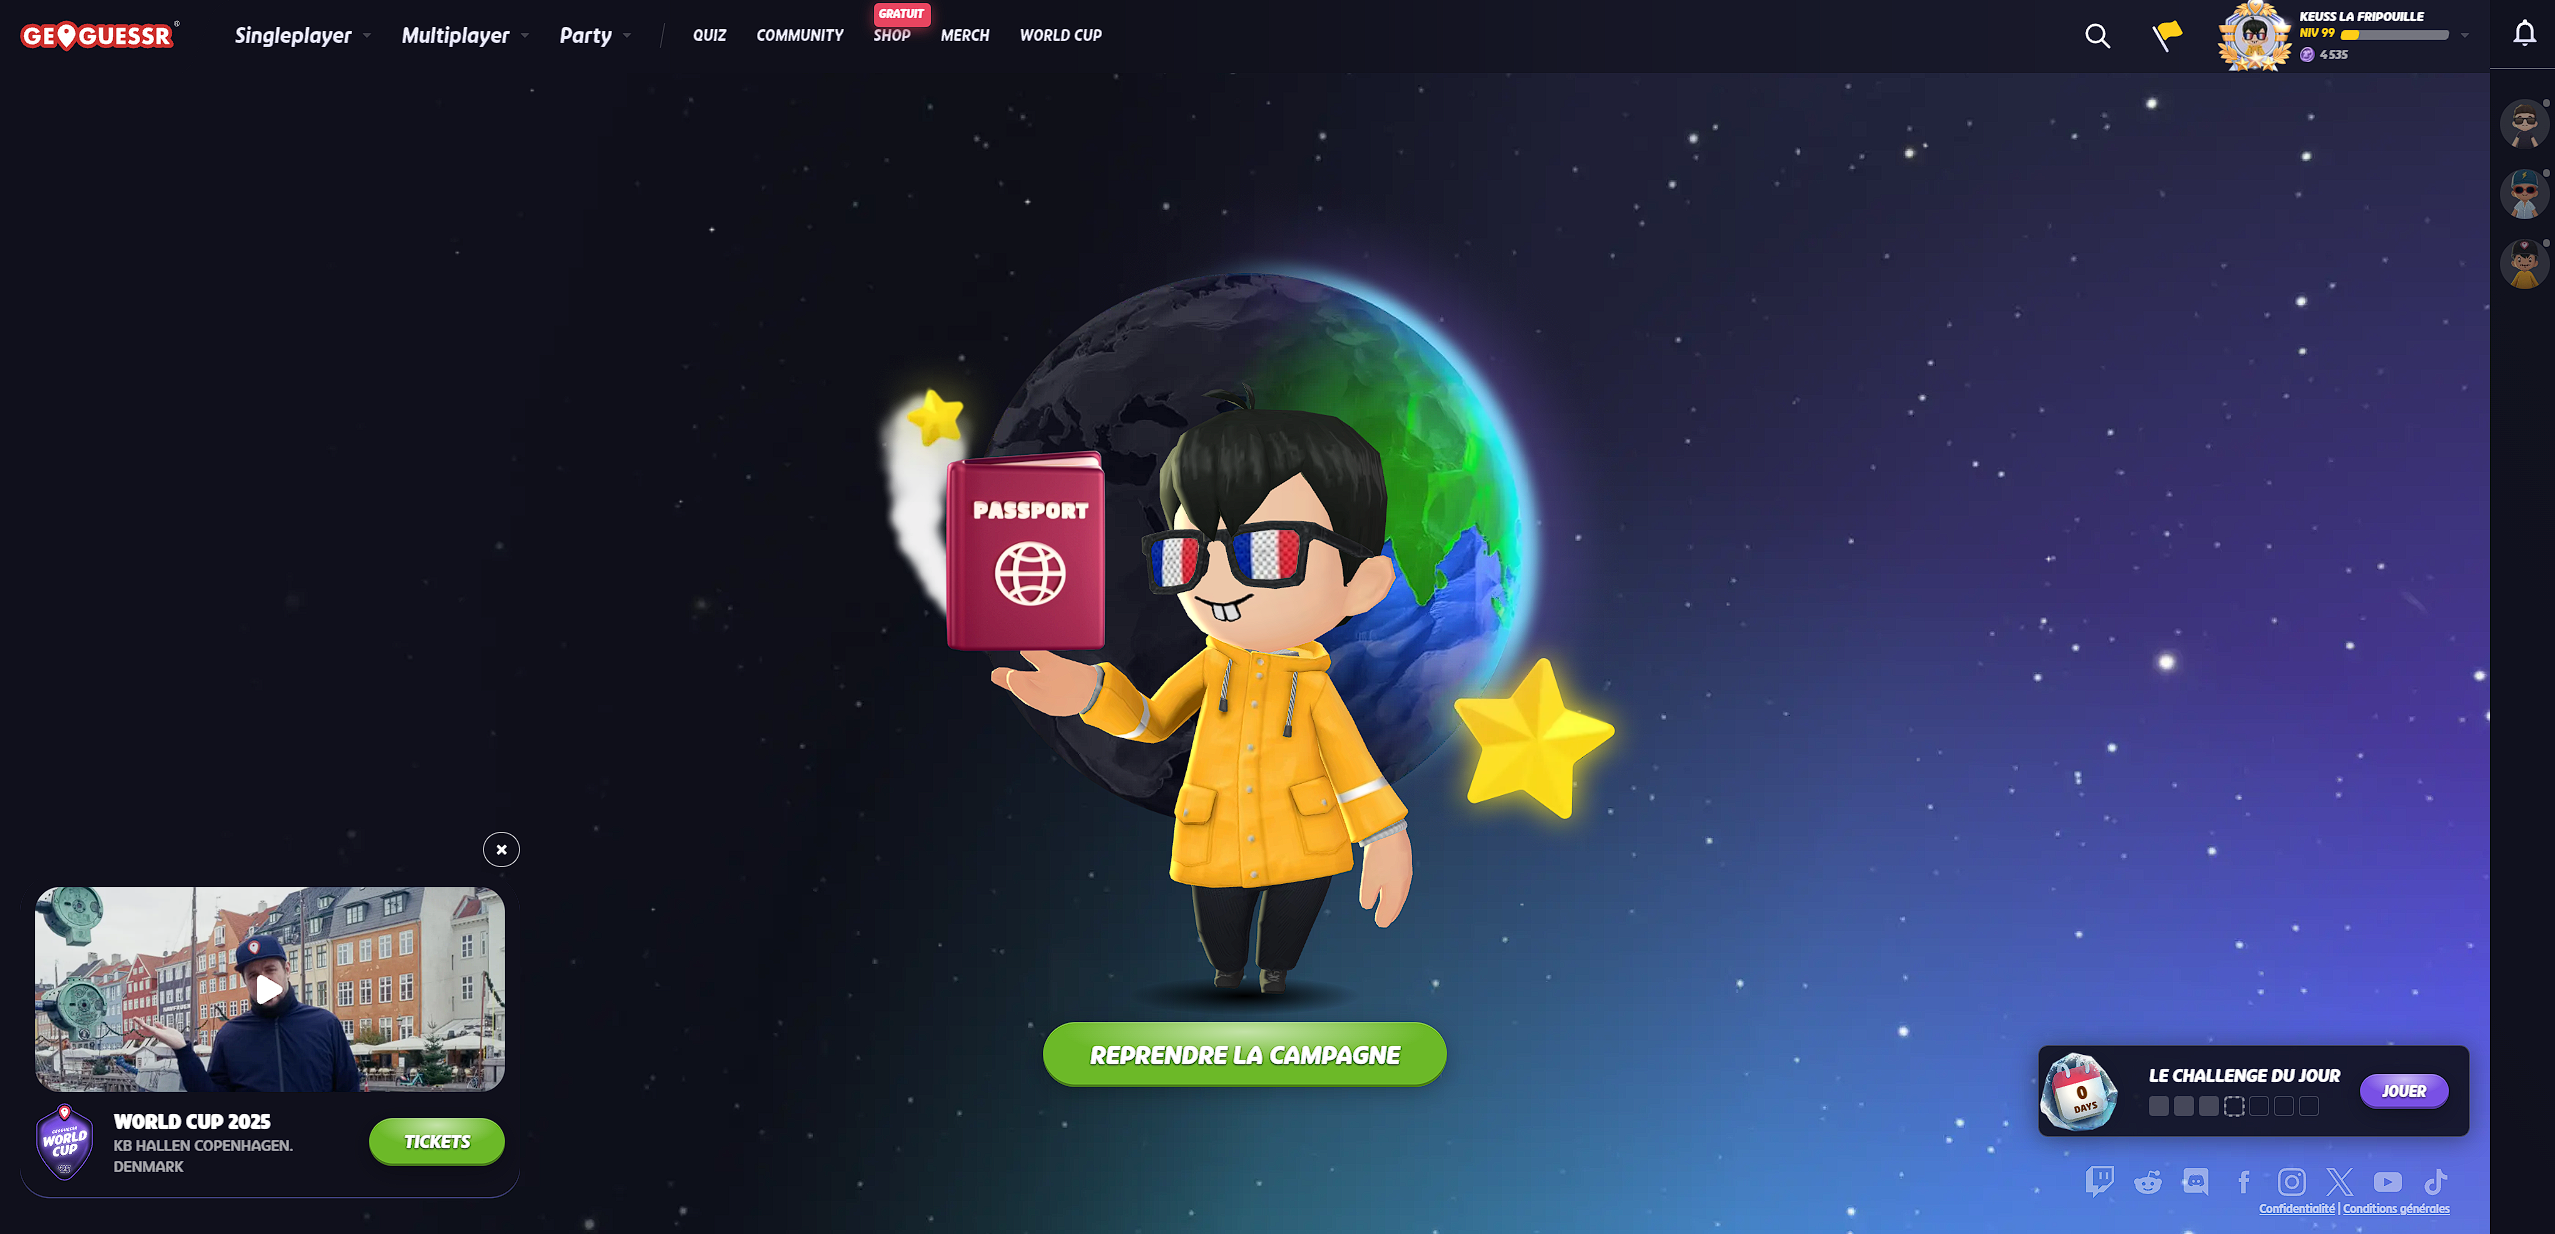 GEOGUESSR
Singleplayer
Multiplayer
Party
QUIZ
COMMUNITY
GRATUIT
SHOP
MERCH
WORLD CUP
KEUSS LA FRIPOUILLE
NIV 99
4 535
PASSPORT
REPRENDRE LA CAMPAGNE
WORLD CUP
WORLD CUP 2025
KB HALLEN COPENHAGEN.
DENMARK
TICKETS
0
DAYS
LE CHALLENGE DU JOUR
JOUER
Confidentialité | Conditions générales